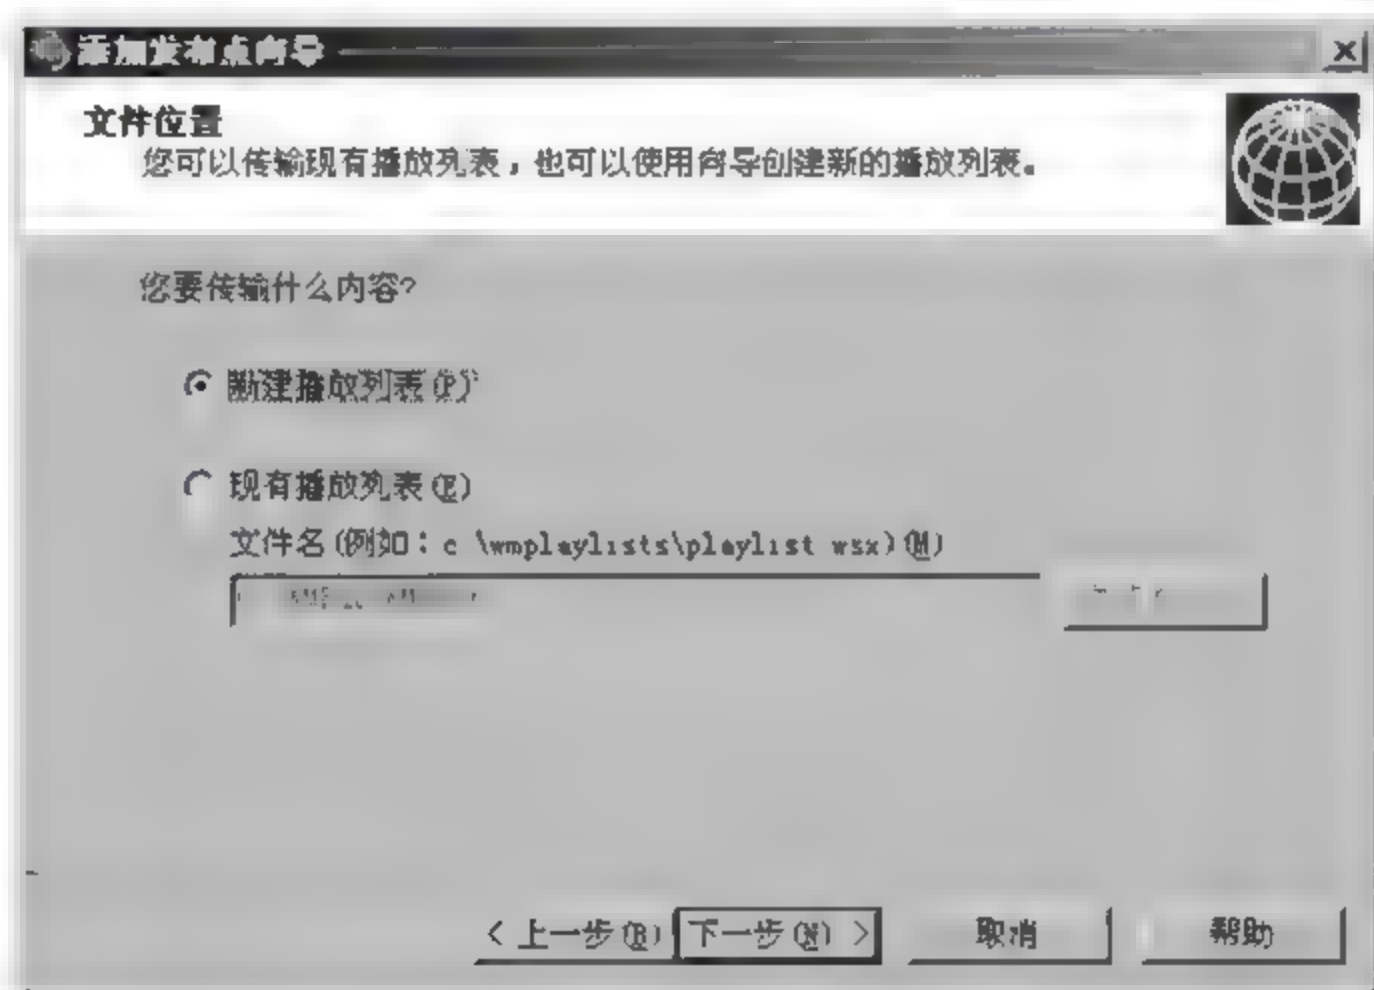 添加发布点向导
文件位置
您可以传输现有播放列表，也可以使用向导创建新的播放列表。
您要传输什么内容?
新建播放列表(P)
现有播放列表(E)
文件名(例如：c \wmplaylists\playlist wsx)(M)
< 上一步(B) 下一步(N) > 取消 帮助